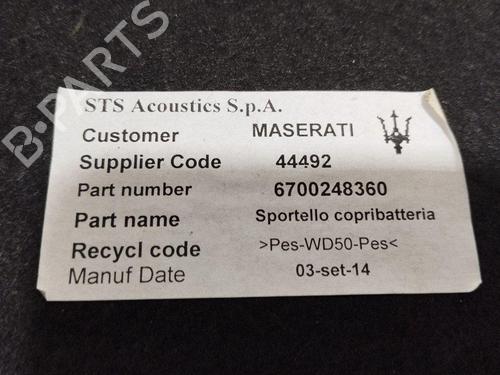 B-PARTS
STS Acoustics S.p.A.
Customer MASERATI
Supplier Code 44492
Part number 6700248360
Part name Sportello copribatteria
Recycl code >Pes-WD50-Pes<
Manuf Date 03-set-14